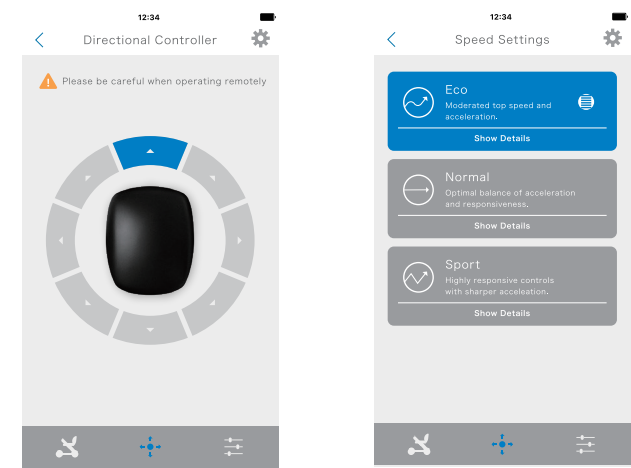 12:34
Directional Controller
Please be careful when operating remotely
12:34
Speed Settings
Eco
Moderated top speed and
acceleration.
Show Details
Normal
Optimal balance of acceleration
and responsiveness.
Show Details
Sport
Highly responsive controls
with sharper acceleation.
Show Details